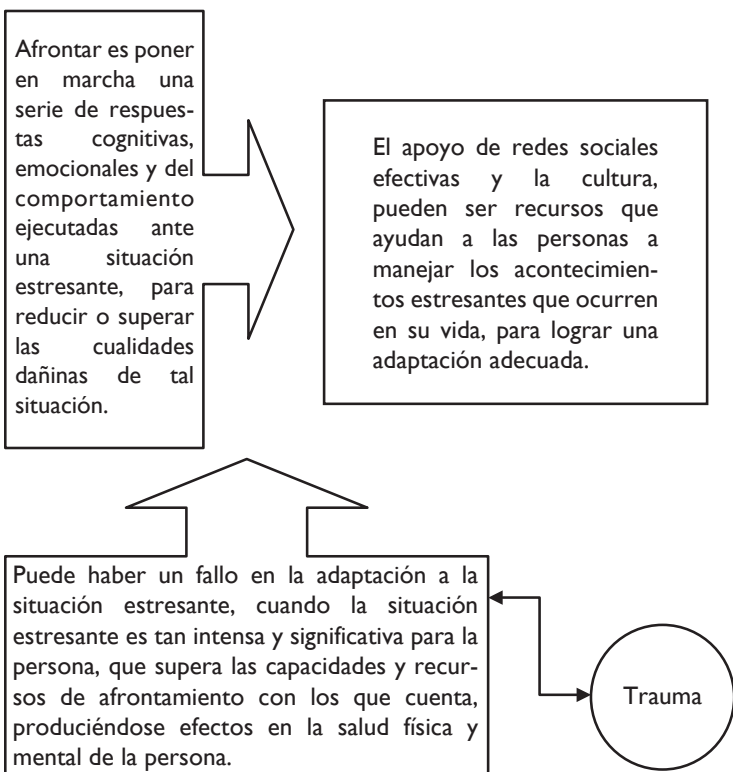 Afrontar es poner
en marcha una
serie de respues-
tas cognitivas,
emocionales y del
comportamiento
ejecutadas ante
una situación
estresante, para
reducir o superar
las cualidades
dañinas de tal
situación.
El apoyo de redes sociales
efectivas y la cultura,
pueden ser recursos que
ayudan a las personas a
manejar los acontecimien-
tos estresantes que ocurren
en su vida, para lograr una
adaptación adecuada.
Puede haber un fallo en la adaptación a la
situación estresante, cuando la situación
estresante es tan intensa y significativa para la
persona, que supera las capacidades y recur-
sos de afrontamiento con los que cuenta,
produciéndose efectos en la salud física y
mental de la persona.
Trauma